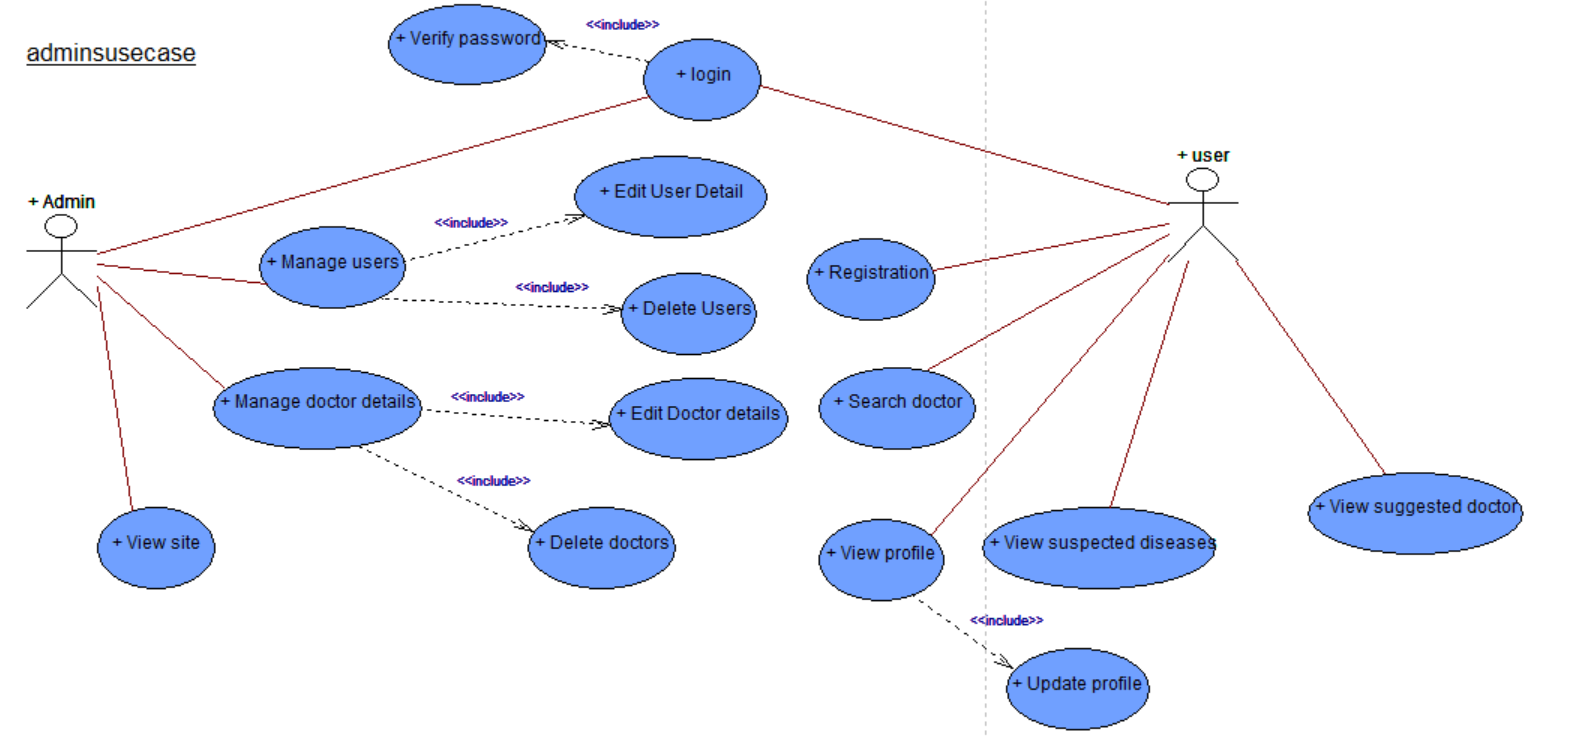 adminsusecase
+ Verify password
<<include>>
+ login
+ user
+ Admin
+ Edit User Detail
<<include>>
+ Manage users
+ Registration
<<include>>
+ Delete Users
<<include>>
+ Manage doctor details
+ Edit Doctor details
+ Search doctor
<<include>>
+ View suggested doctor
+ View site
+ Delete doctors
+ View profile
+ View suspected diseases
<<include>>
+ Update profile